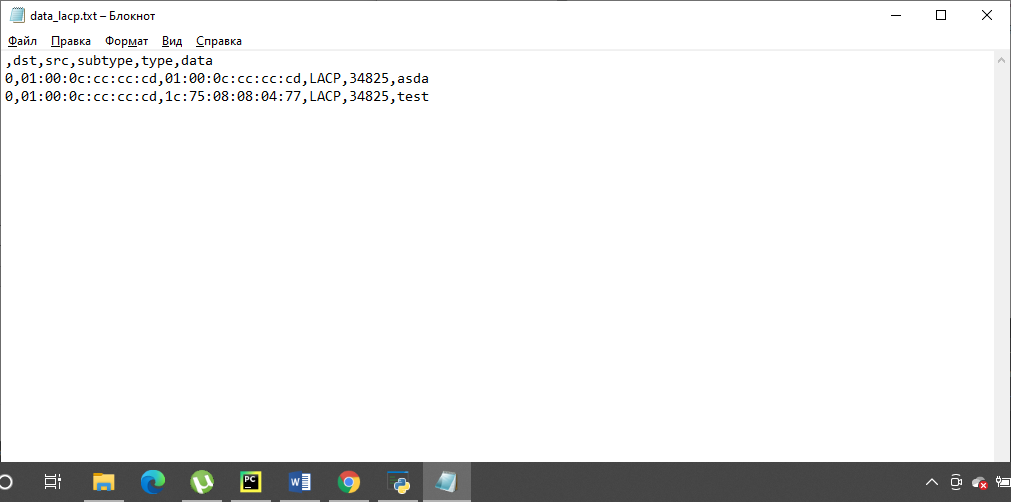 data_lacp.txt – Блокнот
Файл Правка Формат Вид Справка
,dst,src,subtype,type,data
0,01:00:0c:cc:cc:cd,01:00:0c:cc:cc:cd,LACP,34825,asda
0,01:00:0c:cc:cc:cd,1c:75:08:08:04:77,LACP,34825,test
PC
W